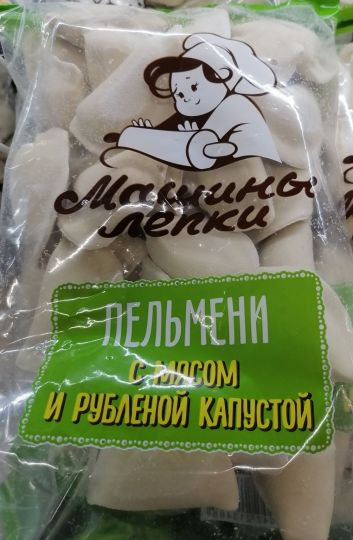 Машины
лепки
ПЕЛЬМЕНИ
С МЯСОМ
И РУБЛЕНОЙ КАПУСТОЙ